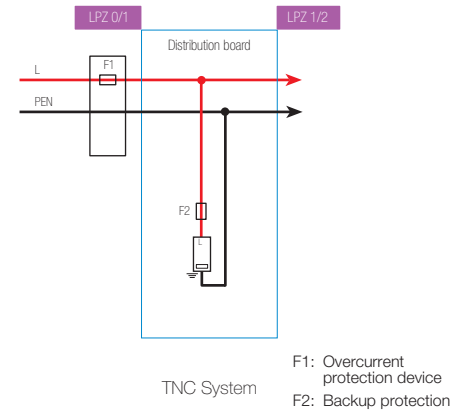 LPZ 0/1
LPZ 1/2
Distribution board
F1
L
PEN
F2
L
TNC System
F1: Overcurrent
protection device
F2: Backup protection